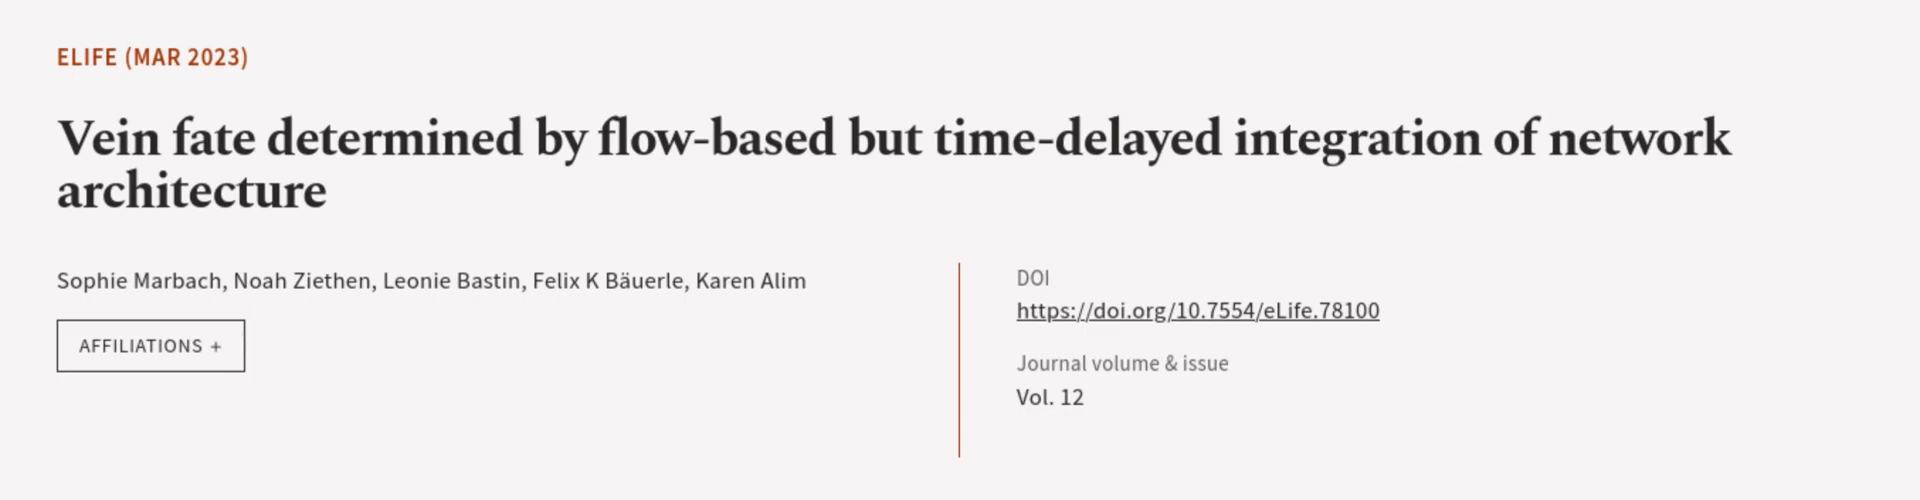 ELIFE (MAR 2023)
Vein fate determined by flow-based but time-delayed integration of network
architecture
Sophie Marbach, Noah Ziethen, Leonie Bastin, Felix K Bäuerle, Karen Alim
AFFILIATIONS +
DOI
https://doi.org/10.7554/eLife.78100
Journal volume & issue
Vol. 12